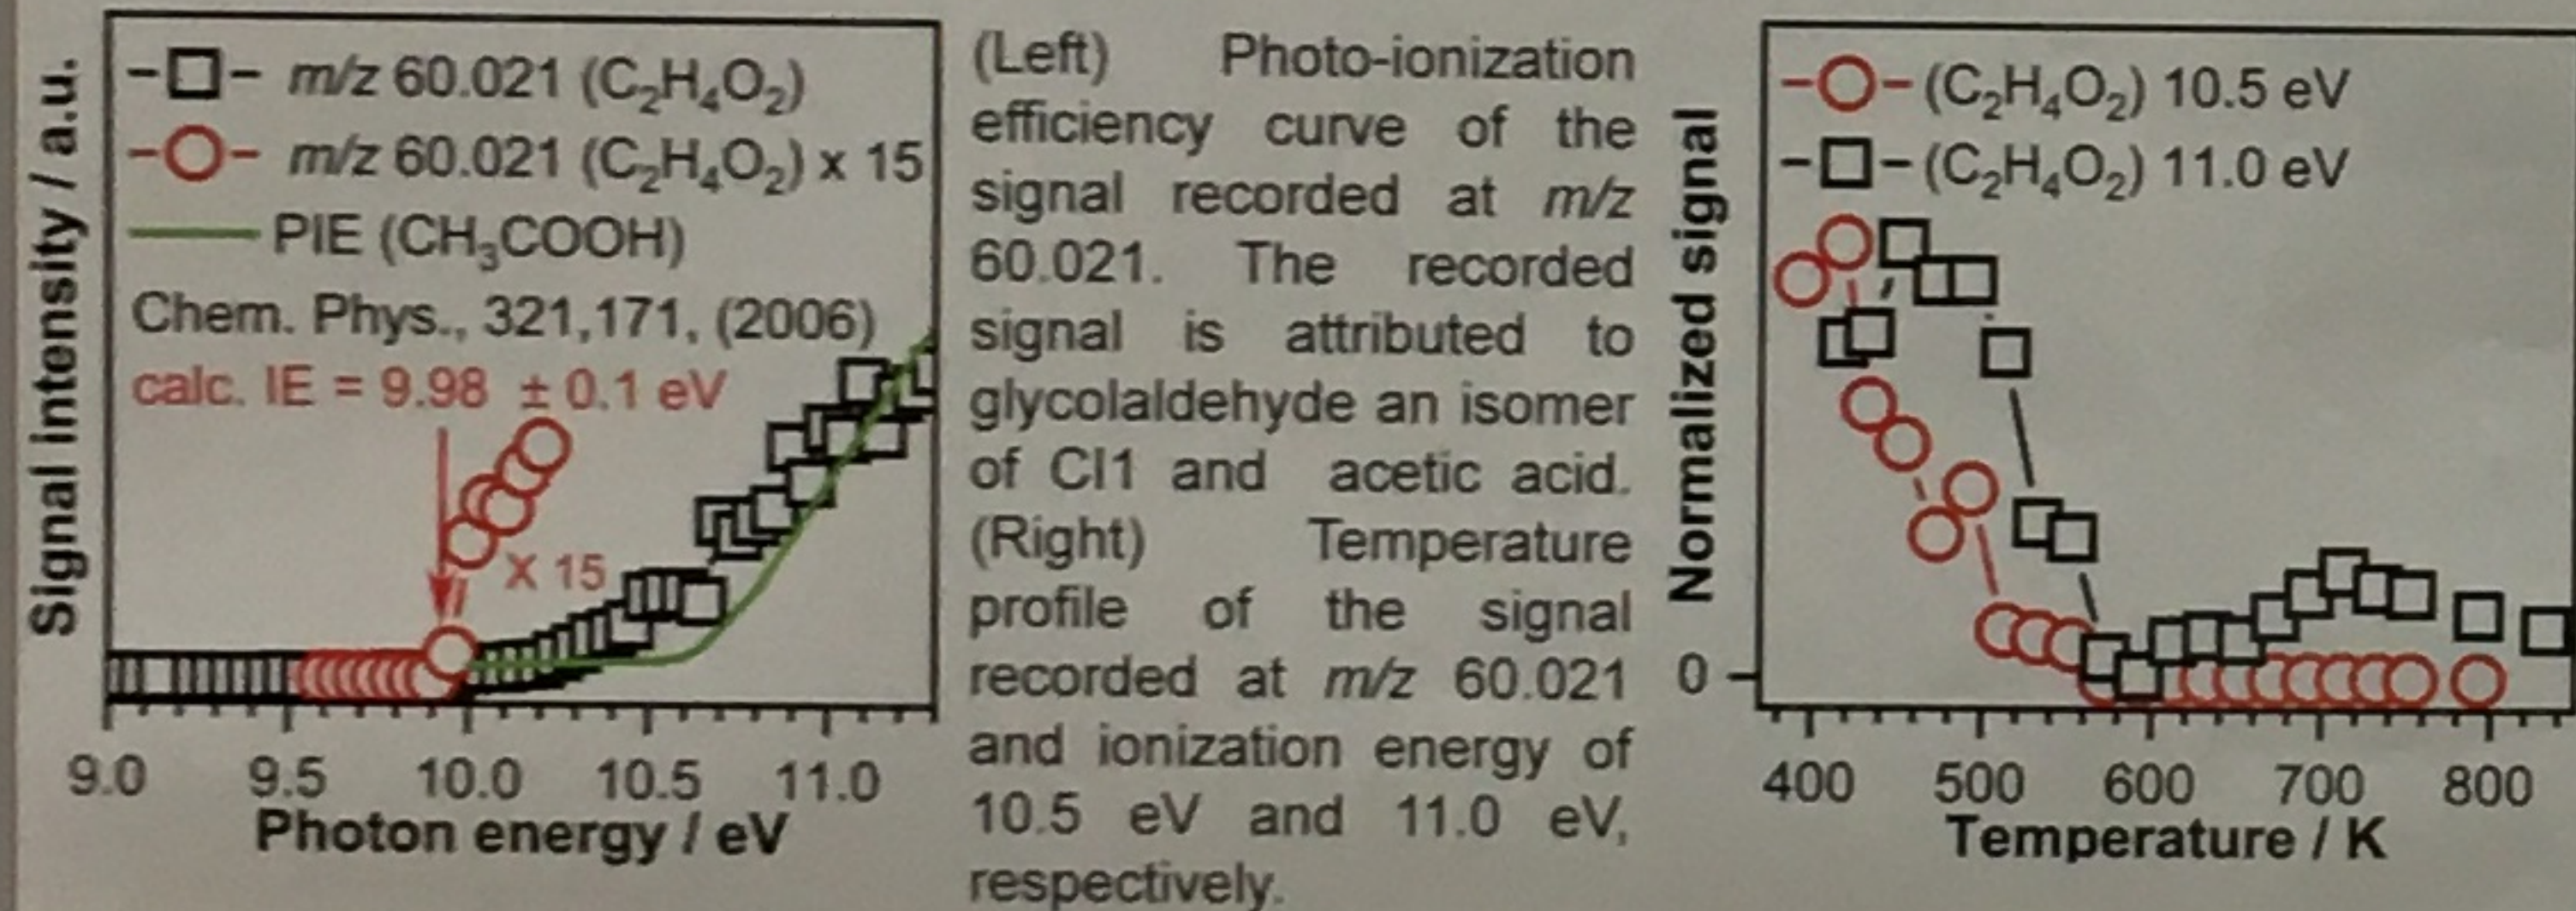 m/z 60.021 (C₂H₄O₂)
m/z 60.021 (C₂H₄O₂) x 15
PIE (CH₃COOH)
Chem. Phys., 321,171, (2006)
calc. IE = 9.98 ± 0.1 eV
X 15
Signal intensity / a.u.
9.0 9.5 10.0 10.5 11.0
Photon energy / eV
(Left) Photo-ionization
efficiency curve of the
signal recorded at m/z
60.021. The recorded
signal is attributed to
glycolaldehyde an isomer
of CI1 and acetic acid.
(Right) Temperature
profile of the signal
recorded at m/z 60.021
and ionization energy of
10.5 eV and 11.0 eV,
respectively.
(C₂H₄O₂) 10.5 eV
(C₂H₄O₂) 11.0 eV
Normalized signal
0
400 500 600 700 800
Temperature / K